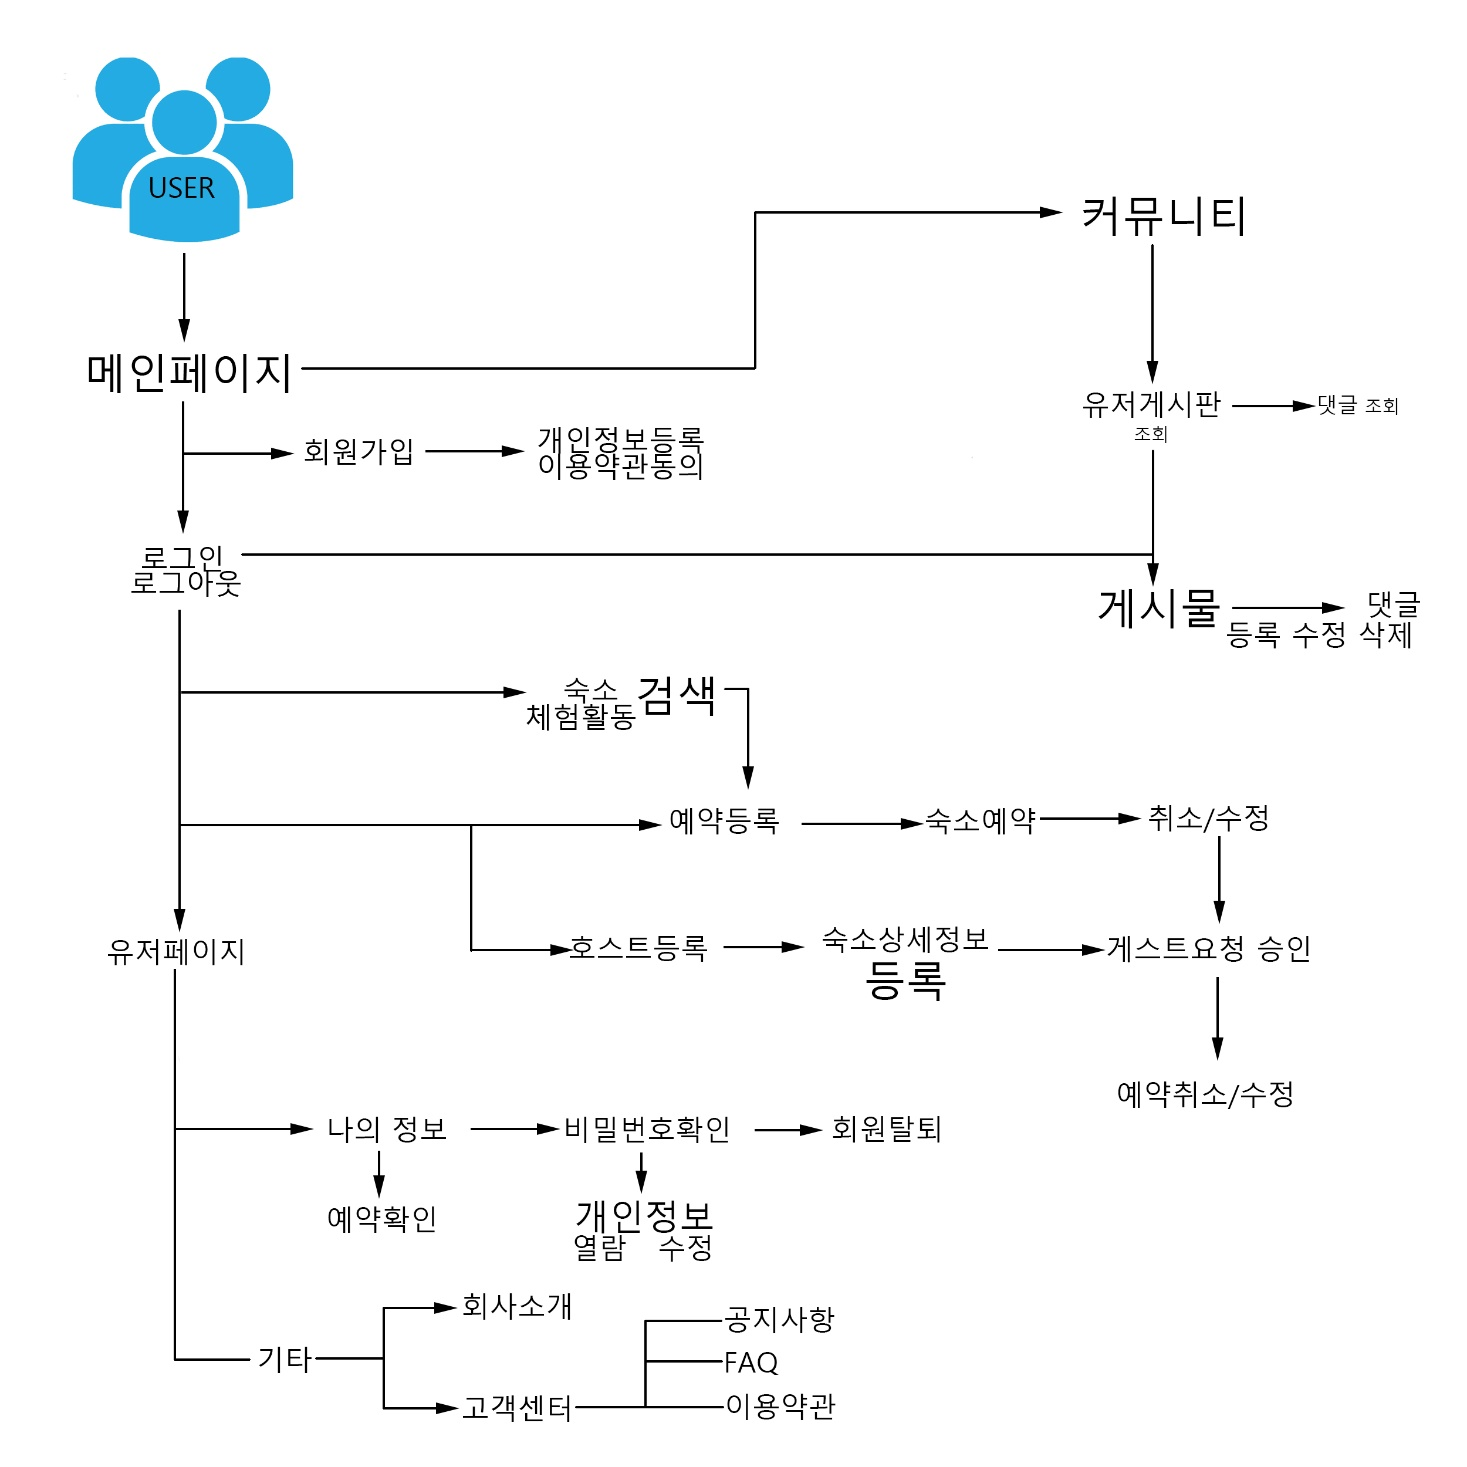 USER
커뮤니티
메인페이지
유저게시판
조회
댓글 조회
회원가입
개인정보등록
이용약관동의
로그인
로그아웃
게시물
댓글
등록 수정 삭제
숙소
체험활동
검색
예약등록
숙소예약
취소/수정
유저페이지
호스트등록
숙소상세정보
등록
게스트요청 승인
예약취소/수정
나의 정보
비밀번호확인
회원탈퇴
예약확인
개인정보
열람 수정
회사소개
공지사항
기타
FAQ
고객센터
이용약관